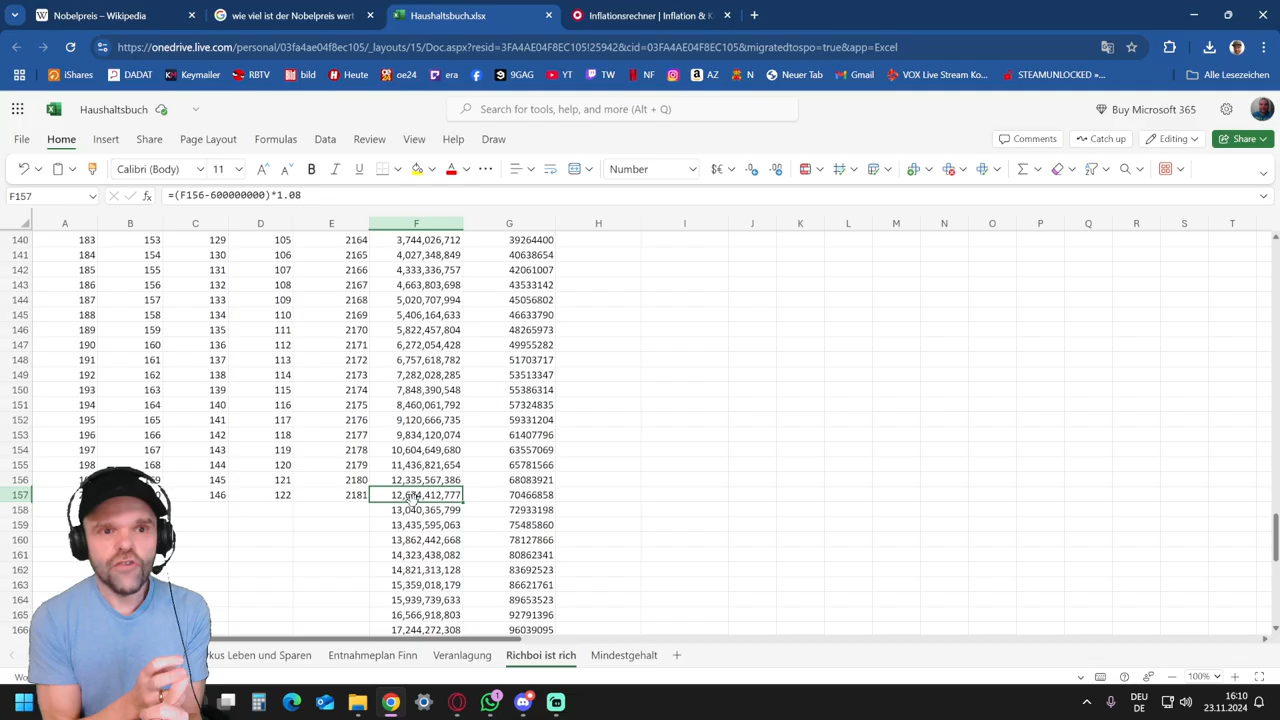 Nobelpreis – Wikipedia
wie viel ist der Nobelpreis wert
Haushaltsbuch.xlsx
Inflationsrechner | Inflation & K
https://onedrive.live.com/personal/03fa4ae04f8ec105/_layouts/15/Doc.aspx?resid=3FA4AE04F8EC105!25942&cid=03FA4AE04F8EC105&migratedtospo=true&app=Excel
iShares DADAT Keymailer RBTV bild Heute oe24 era 9GAG YT TW NF AZ N Neuer Tab Gmail VOX Live Stream Ko... STEAMUNLOCKED »... Alle Lesezeichen
Haushaltsbuch
Search for tools, help, and more (Alt + Q)
Buy Microsoft 365
File Home Insert Share Page Layout Formulas Data Review View Help Draw
Comments Catch up Editing Share
Calibri (Body) 11 Number
F157 =(F156-600000000)*1.08
A B C D E F G H I J K L M N O P Q R S T
140 183 153 129 105 2164 3,744,026,712 39264400
141 184 154 130 106 2165 4,027,348,849 40638654
142 185 155 131 107 2166 4,333,336,757 42061007
143 186 156 132 108 2167 4,663,803,698 43533142
144 187 157 133 109 2168 5,020,707,994 45056802
145 188 158 134 110 2169 5,406,164,633 46633790
146 189 159 135 111 2170 5,822,457,804 48265973
147 190 160 136 112 2171 6,272,054,428 49955282
148 191 161 137 113 2172 6,757,618,782 51703717
149 192 162 138 114 2173 7,282,028,285 53513347
150 193 163 139 115 2174 7,848,390,548 55386314
151 194 164 140 116 2175 8,460,061,792 57324835
152 195 165 141 117 2176 9,120,666,735 59331204
153 196 166 142 118 2177 9,834,120,074 61407796
154 197 167 143 119 2178 10,604,649,680 63557069
155 198 168 144 120 2179 11,436,821,654 65781566
156 145 121 2180 12,335,567,386 68083921
157 146 122 2181 70466858
158 13,040,365,799 72933198
159 13,435,595,063 75485860
160 13,862,442,668 78127866
161 14,323,438,082 80862341
162 14,821,313,128 83692523
163 15,359,018,179 86621761
164 15,939,739,633 89653523
165 16,566,918,803 92791396
166 17,244,272,308 96039095
Leben und Sparen Entnahmeplan Finn Veranlagung Richboi ist rich Mindestgehalt
100%
DEU
DE
16:10
23.11.2024